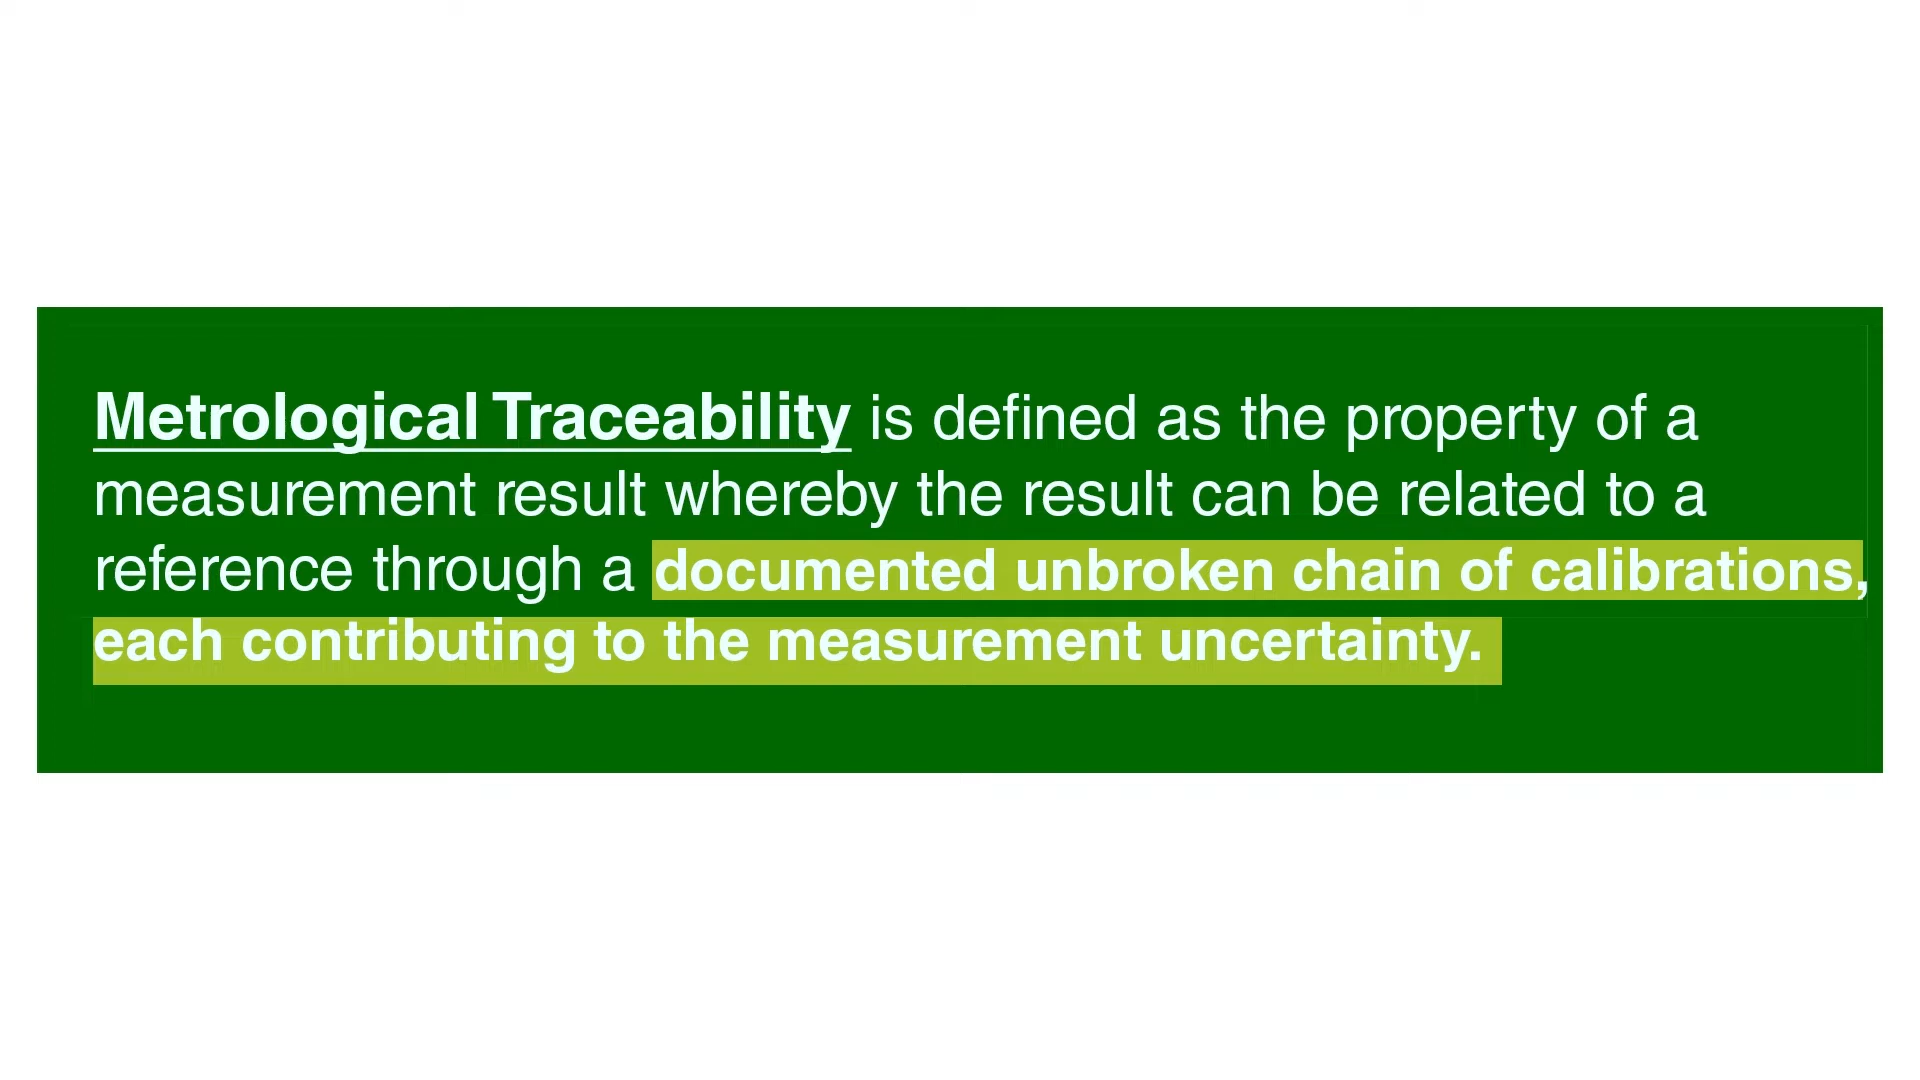 Metrological Traceability is defined as the property of a
measurement result whereby the result can be related to a
reference through a documented unbroken chain of calibrations,
each contributing to the measurement uncertainty.